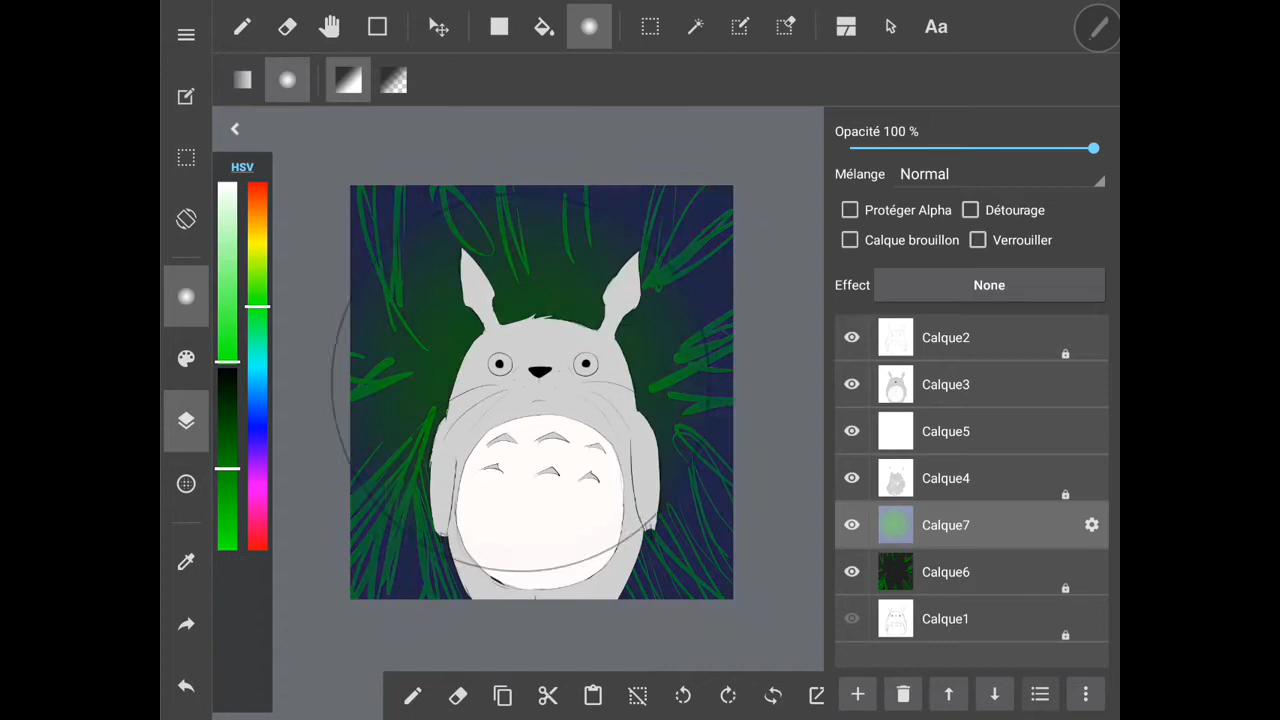 Aa
HSV
Opacité 100 %
Mélange Normal
Protéger Alpha Détourage
Calque brouillon Verrouiller
Effect None
Calque2
Calque3
Calque5
Calque4
Calque7
Calque6
Calque1